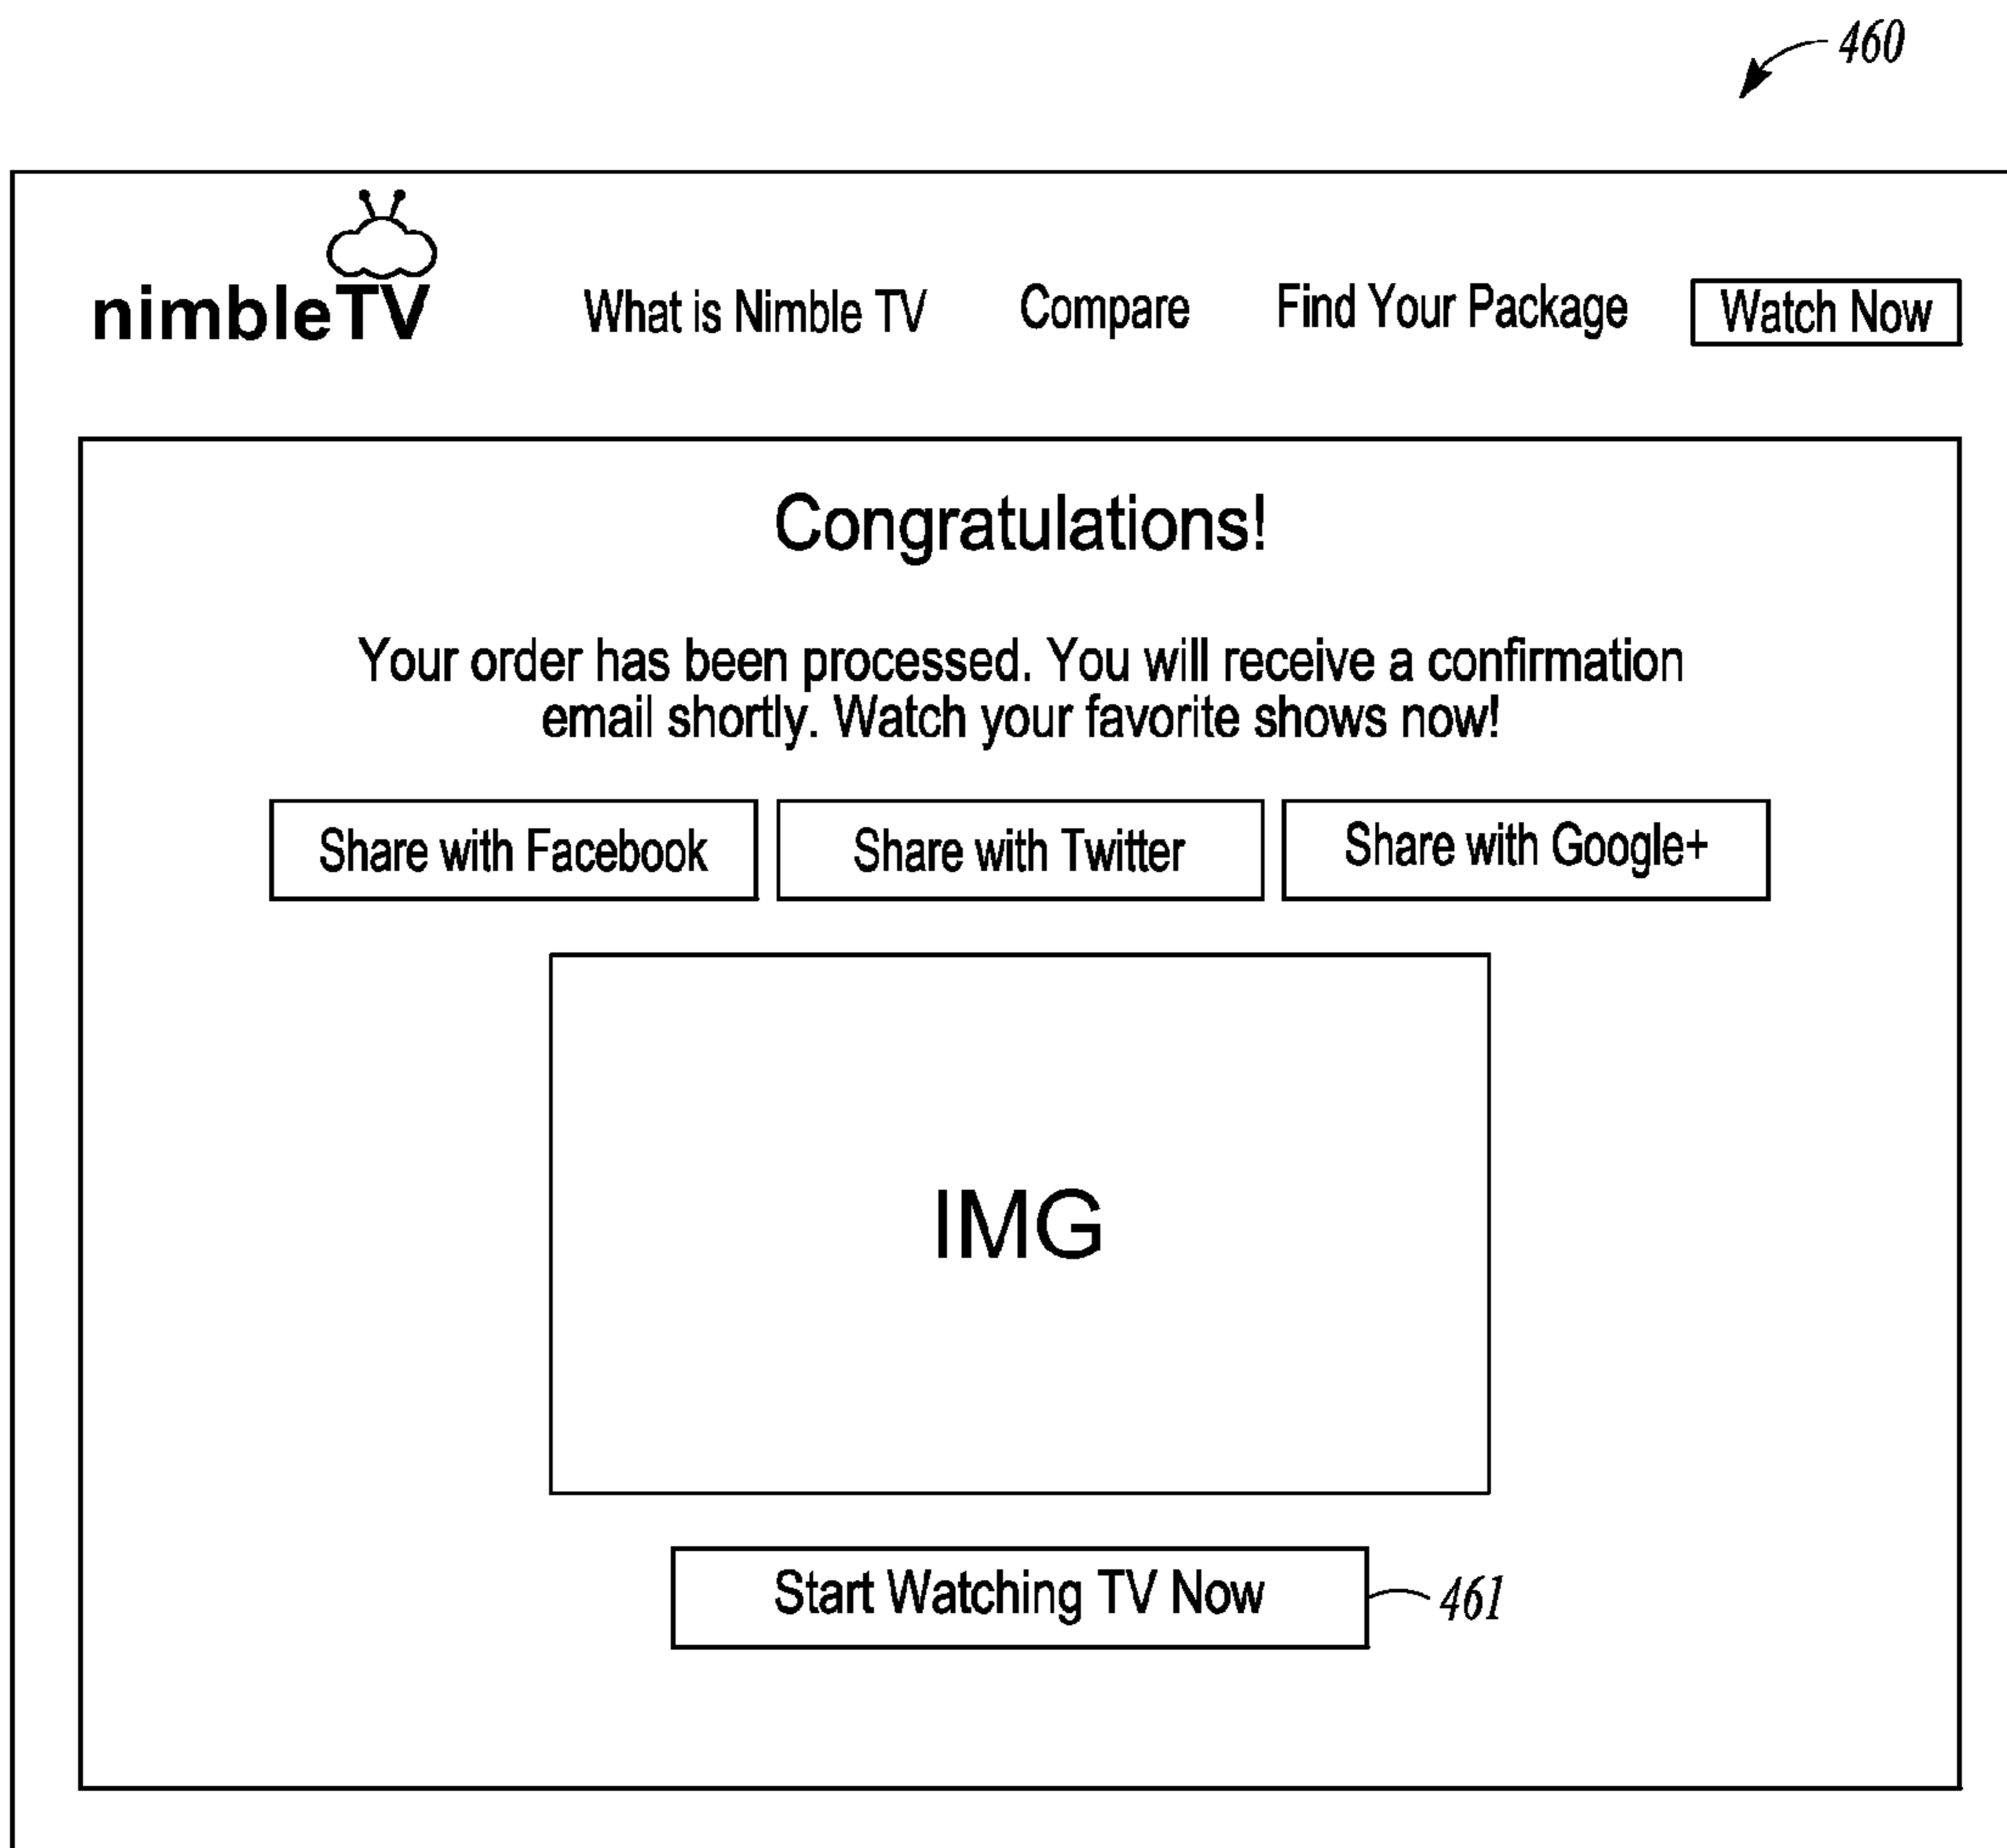 460
nimbleTV
What is Nimble TV Compare Find Your Package Watch Now
Congratulations!
Your order has been processed. You will receive a confirmation
email shortly. Watch your favorite shows now!
Share with Facebook Share with Twitter Share with Google+
IMG
Start Watching TV Now 461